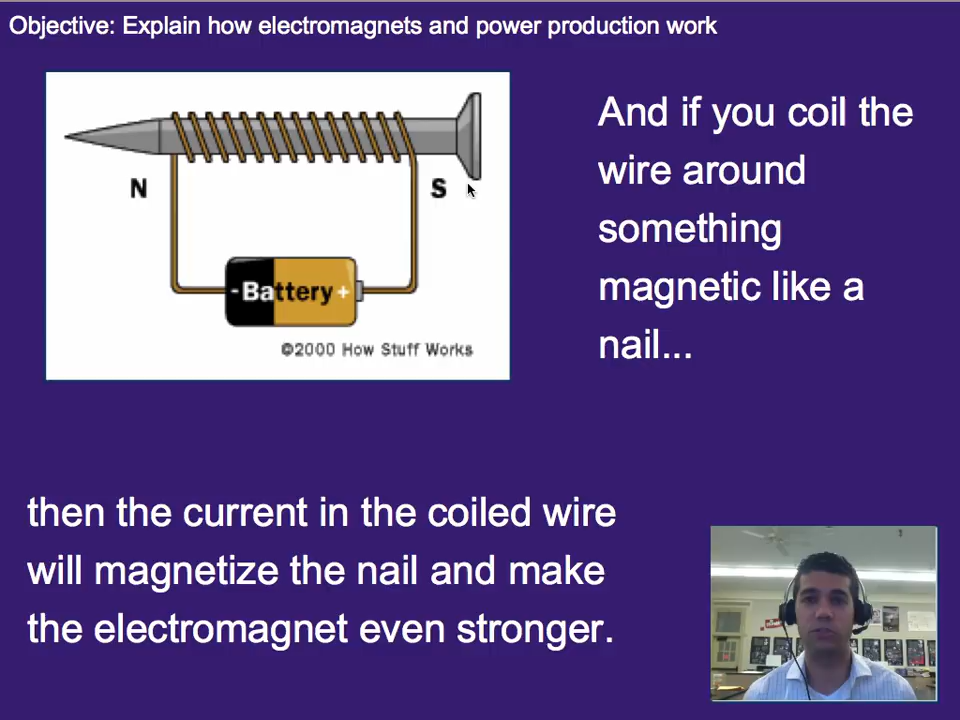 Objective: Explain how electromagnets and power production work
And if you coil the
wire around
something
magnetic like a
nail...
N
S
-Battery+
©2000 How Stuff Works
then the current in the coiled wire
will magnetize the nail and make
the electromagnet even stronger.